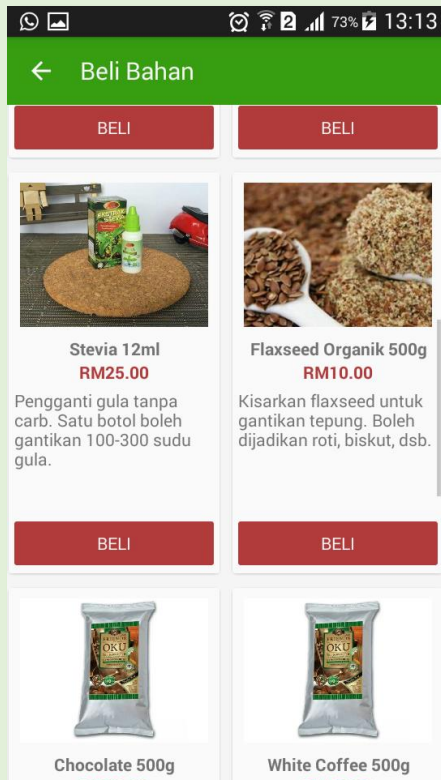 2
73%
13:13
Beli Bahan
BELI
BELI
Stevia 12ml
RM25.00
Pengganti gula tanpa
carb. Satu botol boleh
gantikan 100-300 sudu
gula.
BELI
Flaxseed Organik 500g
RM10.00
Kisarkan flaxseed untuk
gantikan tepung. Boleh
dijadikan roti, biskut, dsb.
BELI
OKU
Chocolate 500g
OKU
White Coffee 500g